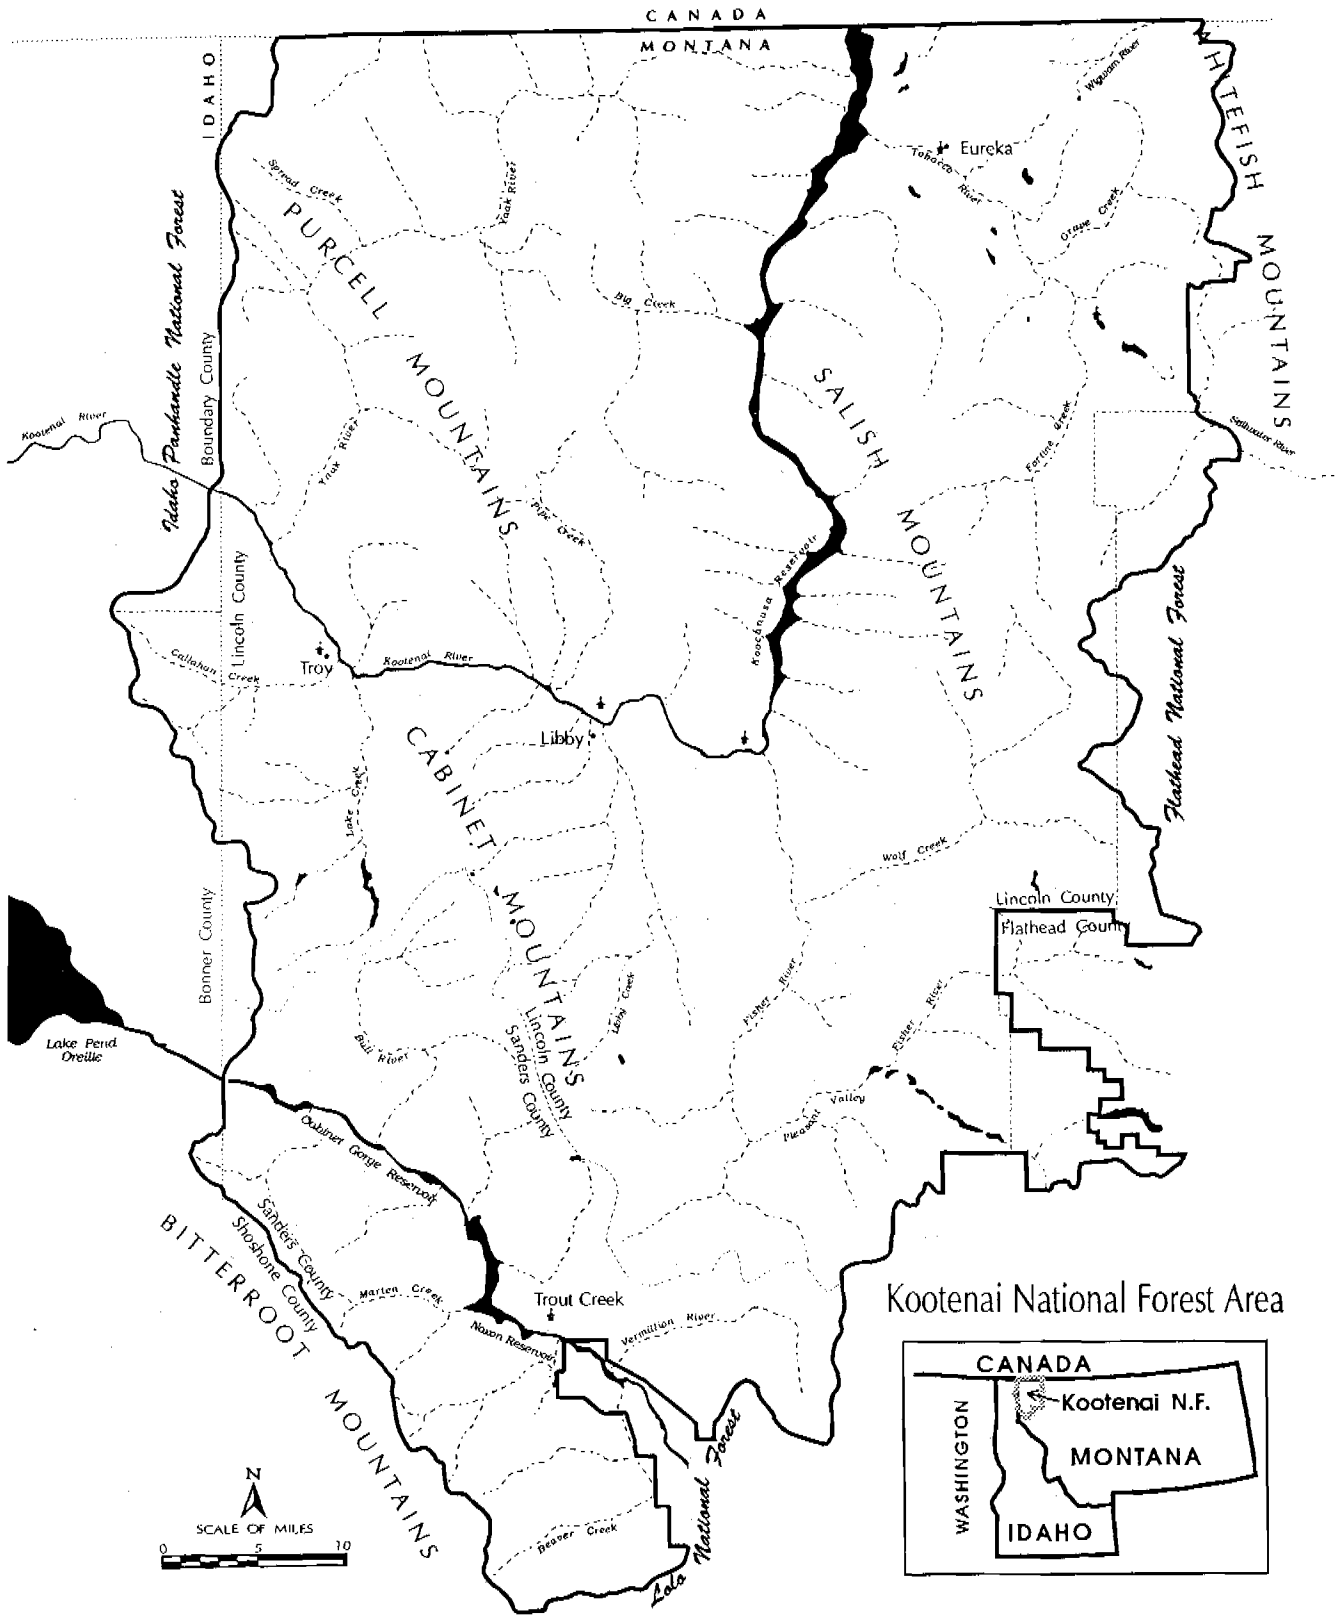 CANADA
MONTANA
IDAHO
WHITEFISH
MOUNTAINS
Wigwam River
Eureka
Tobacco River
Grave Creek
Spread Creek
Yaak River
PURCELL
MOUNTAINS
Idaho Panhandle National Forest
Boundary County
Big Creek
SALISH
MOUNTAINS
Kootenai River
Yaak River
Fortine Creek
Stillwater River
Pipe Creek
Koocanusa Reservoir
Lincoln County
Flathead National Forest
Callahan Creek
Troy
Kootenai River
Libby
CABINET
MOUNTAINS
Lake Creek
Wolf Creek
Lincoln County
Flathead County
Bonner County
Fisher River
Fisher River
Libby Creek
Lincoln County
Sanders County
Lake Pend
Oreille
Bull River
Pleasant Valley
Cabinet Gorge Reservoir
Sanders County
Shoshone County
BITTERROOT
MOUNTAINS
Marten Creek
Trout Creek
Noxon Reservoir
Vermillion River
Kootenai National Forest Area
CANADA
Kootenai N.F.
WASHINGTON
MONTANA
IDAHO
Lolo National Forest
Beaver Creek
N
SCALE OF MILES
0 5 10